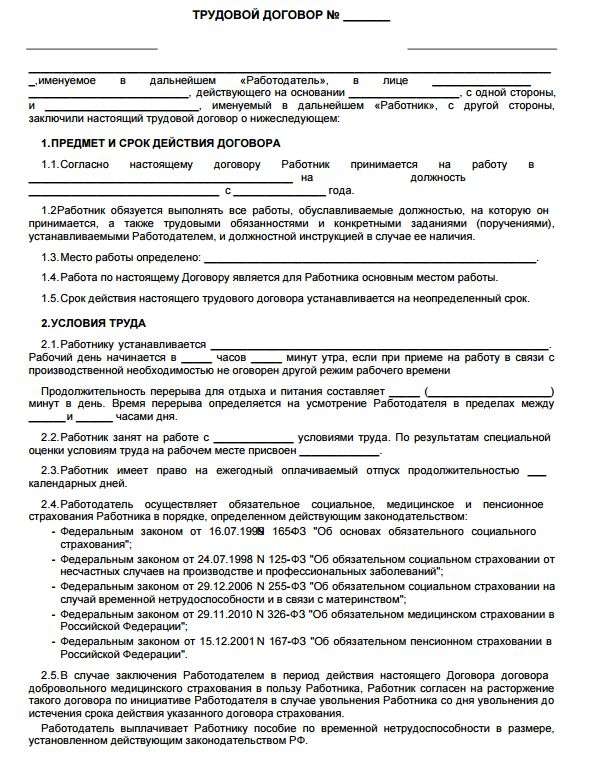 ТРУДОВОЙ ДОГОВОР № _______
____________________ ____________________
_______________________________________________________________________________
_,именуемое в дальнейшем «Работодатель», в лице _______________
________________________, действующего на основании _________________, с одной стороны,
и _______________________, именуемый в дальнейшем «Работник», с другой стороны,
заключили настоящий трудовой договор о нижеследующем:
1.ПРЕДМЕТ И СРОК ДЕЙСТВИЯ ДОГОВОРА
1.1.Согласно настоящему договору Работник принимается на работу в
________________________________________ на должность
_____________________________ с ______________ года.
1.2Работник обязуется выполнять все работы, обуславливаемые должностью, на которую он
принимается, а также трудовыми обязанностями и конкретными заданиями (поручениями),
устанавливаемыми Работодателем, и должностной инструкцией в случае ее наличия.
1.3.Место работы определено: __________________________________________________.
1.4.Работа по настоящему Договору является для Работника основным местом работы.
1.5.Срок действия настоящего трудового договора устанавливается на неопределенный срок.
2.УСЛОВИЯ ТРУДА
2.1.Работнику устанавливается ___________________________________________________.
Рабочий день начинается в _____ часов _____ минут утра, если при приеме на работу в связи с
производственной необходимостью не оговорен другой режим рабочего времени
Продолжительность перерыва для отдыха и питания составляет _____ (___________________)
минут в день. Время перерыва определяется на усмотрение Работодателя в пределах между
______и ______ часами дня.
2.2.Работник занят на работе с ____________ условиями труда. По результатам специальной
оценки условиям труда на рабочем месте присвоен ____________.
2.3.Работник имеет право на ежегодный оплачиваемый отпуск продолжительностью ___
календарных дней.
2.4.Работодатель осуществляет обязательное социальное, медицинское и пенсионное
страхования Работника в порядке, определенном действующим законодательством:
- Федеральным законом от 16.07.1999 N 165-ФЗ "Об основах обязательного социального
страхования";
- Федеральным законом от 24.07.1998 N 125-ФЗ "Об обязательном социальном страховании от
несчастных случаев на производстве и профессиональных заболеваний";
- Федеральным законом от 29.12.2006 N 255-ФЗ "Об обязательном социальном страховании на
случай временной нетрудоспособности и в связи с материнством";
- Федеральным законом от 29.11.2010 N 326-ФЗ "Об обязательном медицинском страховании в
Российской Федерации";
- Федеральным законом от 15.12.2001 N 167-ФЗ "Об обязательном пенсионном страховании в
Российской Федерации".
2.5.В случае заключения Работодателем в период действия настоящего Договора договора
добровольного медицинского страхования в пользу Работника, Работник согласен на расторжение
такого договора по инициативе Работодателя в случае увольнения Работника со дня увольнения до
истечения срока действия указанного договора страхования.
Работодатель выплачивает Работнику пособие по временной нетрудоспособности в размере,
установленном действующим законодательством РФ.